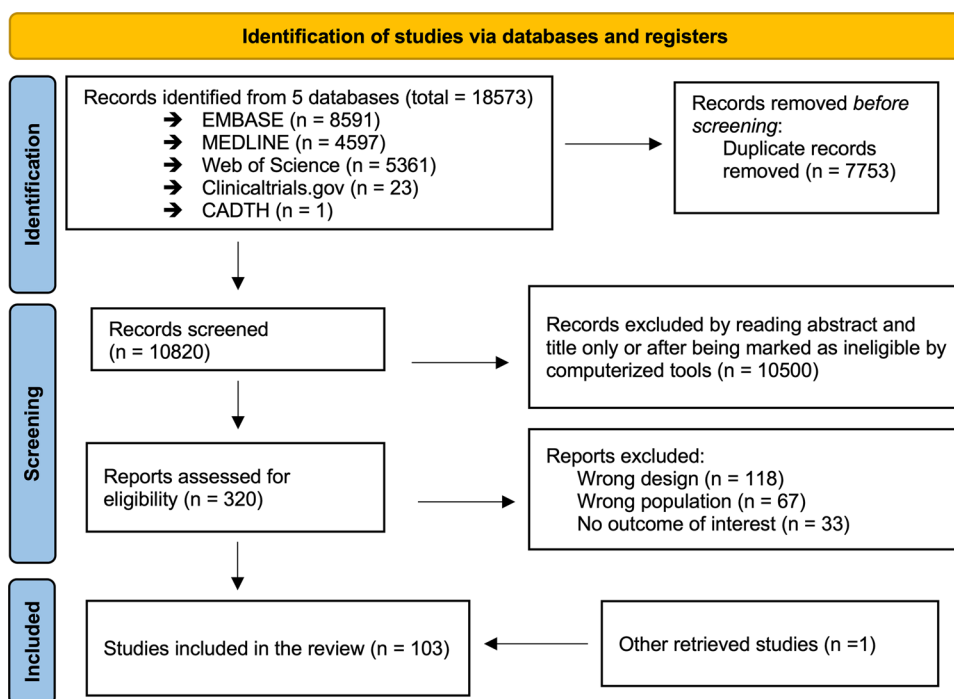 Identification of studies via databases and registers
Identification
Records identified from 5 databases (total = 18573)
➔ EMBASE (n = 8591)
➔ MEDLINE (n = 4597)
➔ Web of Science (n = 5361)
➔ Clinicaltrials.gov (n = 23)
➔ CADTH (n = 1)
Records removed before
screening:
Duplicate records
removed (n = 7753)
Screening
Records screened
(n = 10820)
Records excluded by reading abstract and
title only or after being marked as ineligible by
computerized tools (n = 10500)
Reports assessed for
eligibility (n = 320)
Reports excluded:
Wrong design (n = 118)
Wrong population (n = 67)
No outcome of interest (n = 33)
Included
Studies included in the review (n = 103)
Other retrieved studies (n =1)